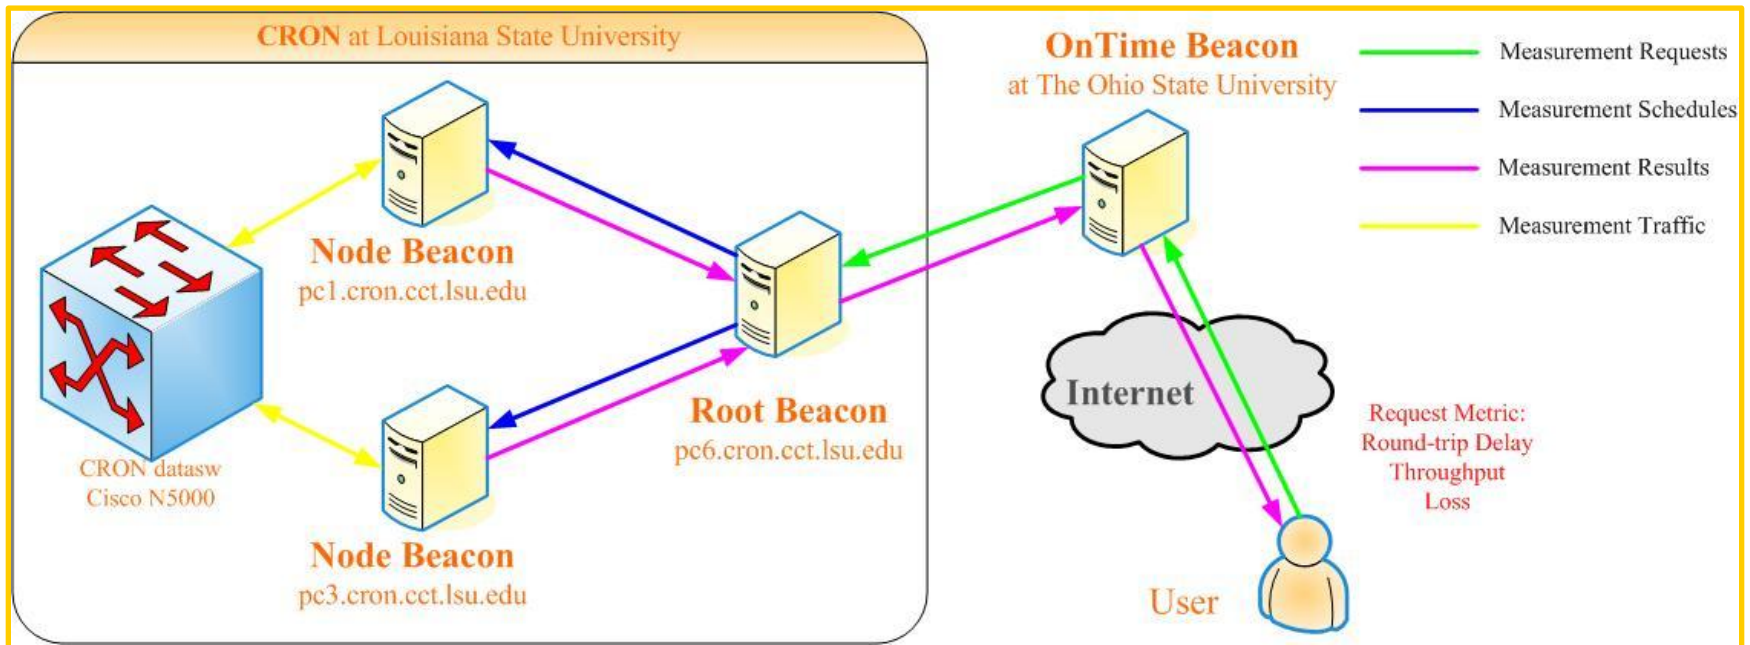 CRON at Louisiana State University
OnTime Beacon
at The Ohio State University
Measurement Requests
Measurement Schedules
Measurement Results
Measurement Traffic
Node Beacon
pc1.cron.cct.lsu.edu
Root Beacon
pc6.cron.cct.lsu.edu
Internet
Request Metric:
Round-trip Delay
Throughput
Loss
CRON datasw
Cisco N5000
Node Beacon
pc3.cron.cct.lsu.edu
User